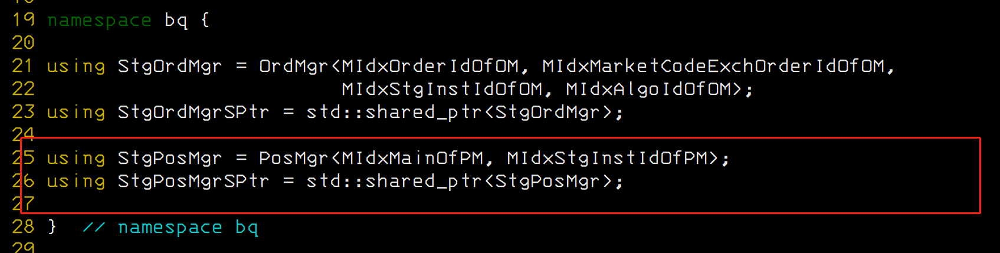 19 namespace bq {
20
21 using StgOrdMgr = OrdMgr<MIdxOrderIdOfOM, MIdxMarketCodeExchOrderIdOfOM,
22                          MIdxStgInstIdOfOM, MIdxAlgoIdOfOM>;
23 using StgOrdMgrSPtr = std::shared_ptr<StgOrdMgr>;
24
25 using StgPosMgr = PosMgr<MIdxMainOfPM, MIdxStgInstIdOfPM>;
26 using StgPosMgrSPtr = std::shared_ptr<StgPosMgr>;
27
28 }  // namespace bq
29